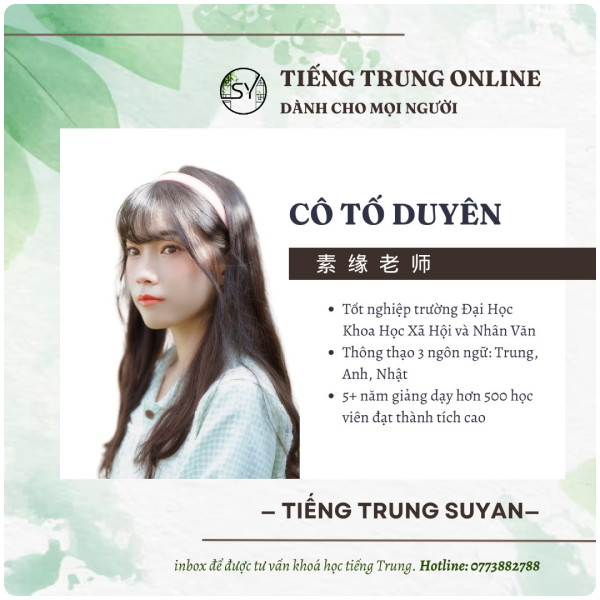 SY
TIẾNG TRUNG ONLINE
DÀNH CHO MỌI NGƯỜI
CÔ TỐ DUYÊN
素缘老师
• Tốt nghiệp trường Đại Học
Khoa Học Xã Hội và Nhân Văn
• Thông thạo 3 ngôn ngữ: Trung,
Anh, Nhật
• 5+ năm giảng dạy hơn 500 học
viên đạt thành tích cao
– TIẾNG TRUNG SUYAN–
inbox để được tư vấn khoá học tiếng Trung. Hotline: 0773882788